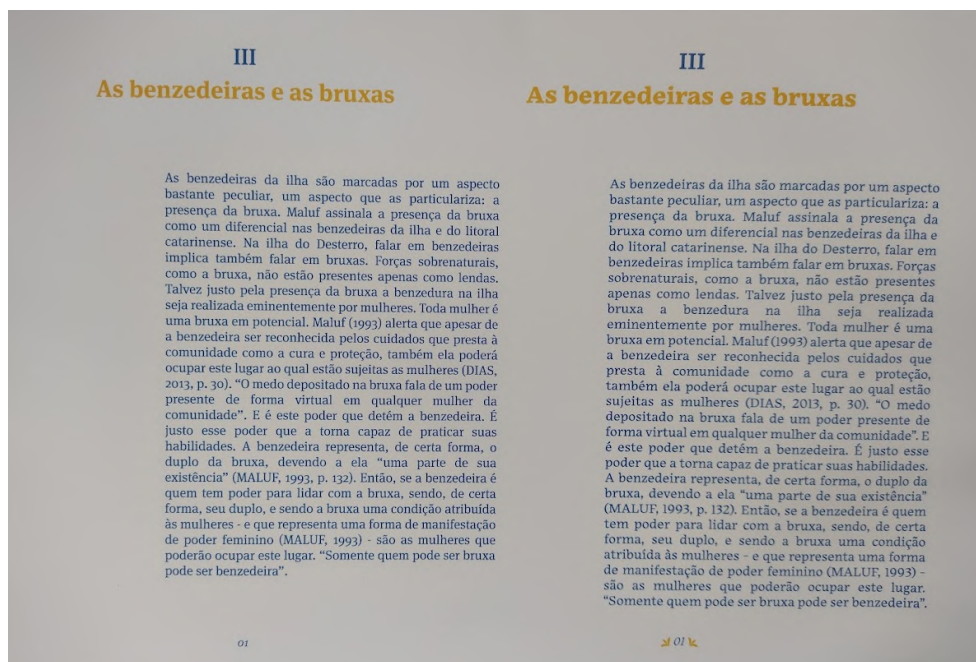 III
As benzedeiras e as bruxas
As benzedeiras da ilha são marcadas por um aspecto
bastante peculiar, um aspecto que as particulariza: a
presença da bruxa. Maluf assinala a presença da bruxa
como um diferencial nas benzedeiras da ilha e do litoral
catarinense. Na ilha do Desterro, falar em benzedeiras
implica também falar em bruxas. Forças sobrenaturais,
como a bruxa, não estão presentes apenas como lendas.
Talvez justo pela presença da bruxa a benzedura na ilha
seja realizada eminentemente por mulheres. Toda mulher é
uma bruxa em potencial. Maluf (1993) alerta que apesar de
a benzedeira ser reconhecida pelos cuidados que presta à
comunidade como a cura e proteção, também ela poderá
ocupar este lugar ao qual estão sujeitas as mulheres (DIAS,
2013, p. 30). “O medo depositado na bruxa fala de um poder
presente de forma virtual em qualquer mulher da
comunidade”. E é este poder que detém a benzedeira. É
justo esse poder que a torna capaz de praticar suas
habilidades. A benzedeira representa, de certa forma, o
duplo da bruxa, devendo a ela “uma parte de sua
existência” (MALUF, 1993, p. 132). Então, se a benzedeira é
quem tem poder para lidar com a bruxa, sendo, de certa
forma, seu duplo, e sendo a bruxa uma condição atribuída
às mulheres - e que representa uma forma de manifestação
de poder feminino (MALUF, 1993) - são as mulheres que
poderão ocupar este lugar. “Somente quem pode ser bruxa
pode ser benzedeira”.
01
III
As benzedeiras e as bruxas
As benzedeiras da ilha são marcadas por um aspecto
bastante peculiar, um aspecto que as particulariza: a
presença da bruxa. Maluf assinala a presença da
bruxa como um diferencial nas benzedeiras da ilha e
do litoral catarinense. Na ilha do Desterro, falar em
benzedeiras implica também falar em bruxas. Forças
sobrenaturais, como a bruxa, não estão presentes
apenas como lendas. Talvez justo pela presença da
bruxa a benzedura na ilha seja realizada
eminentemente por mulheres. Toda mulher é uma
bruxa em potencial. Maluf (1993) alerta que apesar de
a benzedeira ser reconhecida pelos cuidados que
presta à comunidade como a cura e proteção,
também ela poderá ocupar este lugar ao qual estão
sujeitas as mulheres (DIAS, 2013, p. 30). “O medo
depositado na bruxa fala de um poder presente de
forma virtual em qualquer mulher da comunidade”. E
é este poder que detém a benzedeira. É justo esse
poder que a torna capaz de praticar suas habilidades.
A benzedeira representa, de certa forma, o duplo da
bruxa, devendo a ela “uma parte de sua existência”
(MALUF, 1993, p. 132). Então, se a benzedeira é quem
tem poder para lidar com a bruxa, sendo, de certa
forma, seu duplo, e sendo a bruxa uma condição
atribuída às mulheres - e que representa uma forma
de manifestação de poder feminino (MALUF, 1993) -
são as mulheres que poderão ocupar este lugar.
“Somente quem pode ser bruxa pode ser benzedeira”.
01